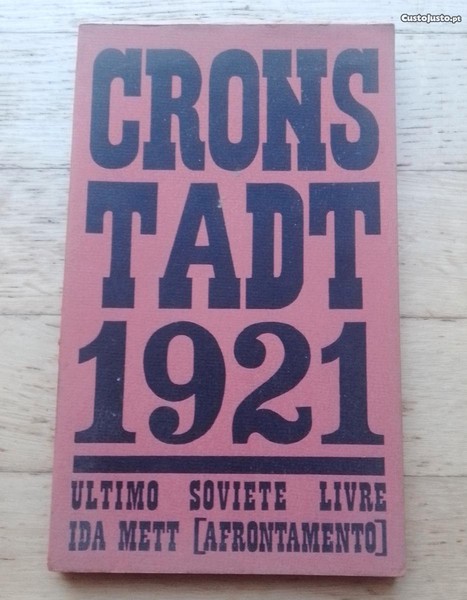 CustoJusto.pt
CRONS
TADT
1921
ULTIMO SOVIETE LIVRE
IDA METT [AFRONTAMENTO]